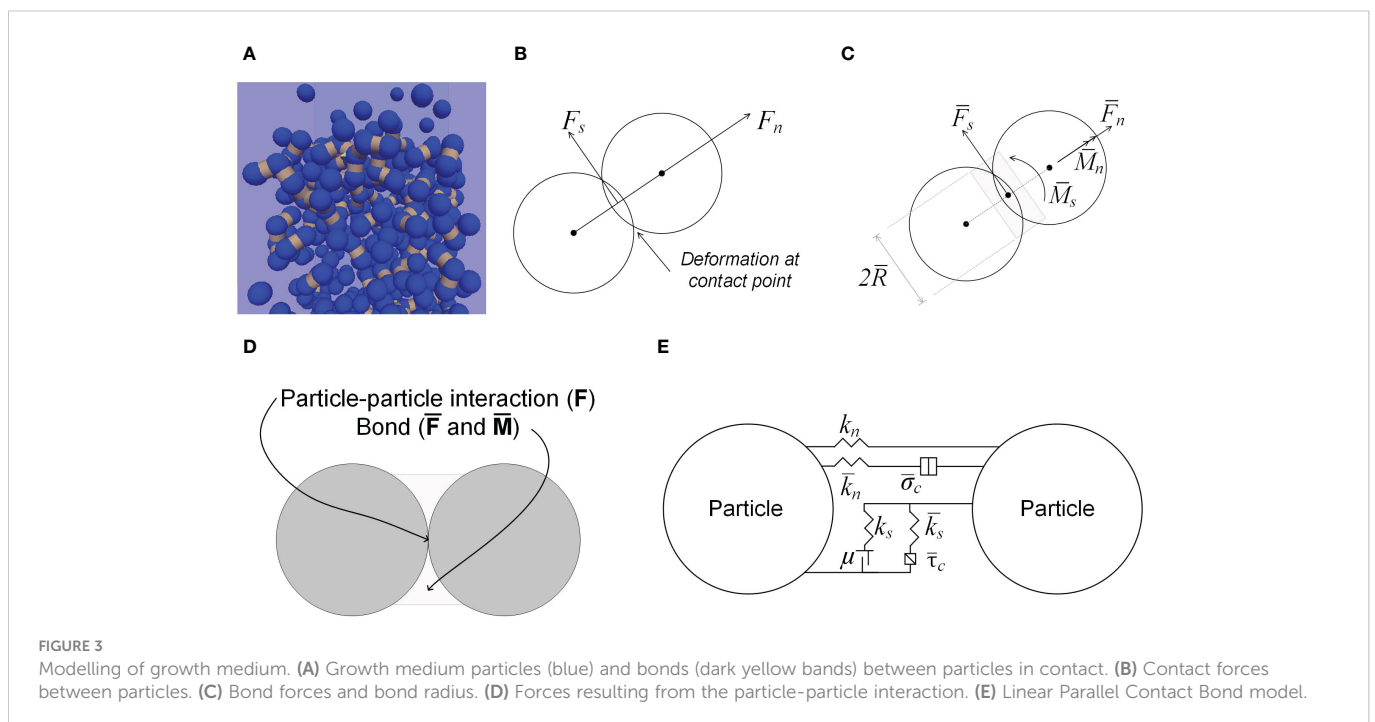 A
B
F_s
F_n
Deformation at
contact point
C
F̅_s
F̅_n
M̅_n
M̅_s
2R̅
D
Particle-particle interaction (F)
Bond (F̅ and M̅)
E
k_n
k̅_n
σ̅_c
Particle
Particle
k_s
k̅_s
μ
τ̅_c
FIGURE 3
Modelling of growth medium. (A) Growth medium particles (blue) and bonds (dark yellow bands) between particles in contact. (B) Contact forces
between particles. (C) Bond forces and bond radius. (D) Forces resulting from the particle-particle interaction. (E) Linear Parallel Contact Bond model.